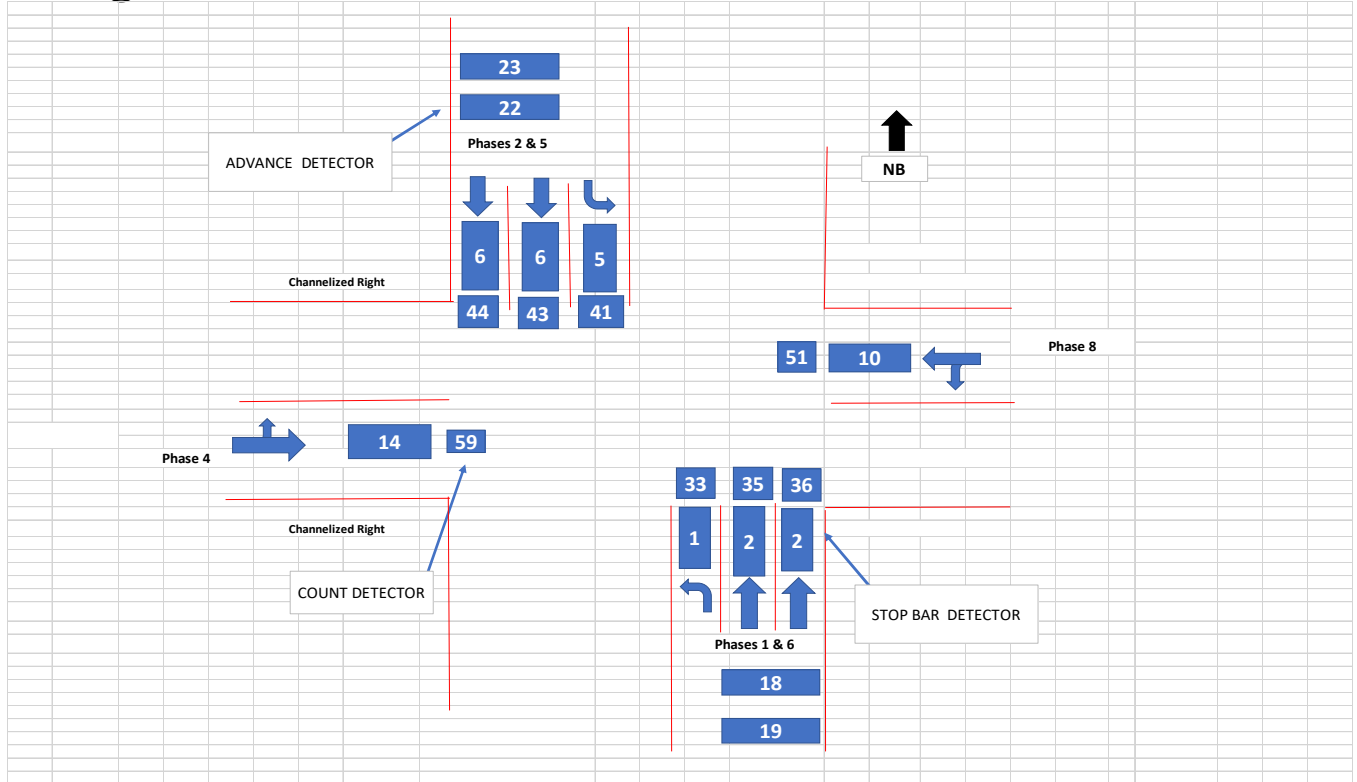 23
22
Phases 2 & 5
ADVANCE DETECTOR
NB
6 6 5
Channelized Right
44 43 41
51 10
Phase 8
14 59
Phase 4
33 35 36
Channelized Right
1 2 2
COUNT DETECTOR
STOP BAR DETECTOR
Phases 1 & 6
18
19